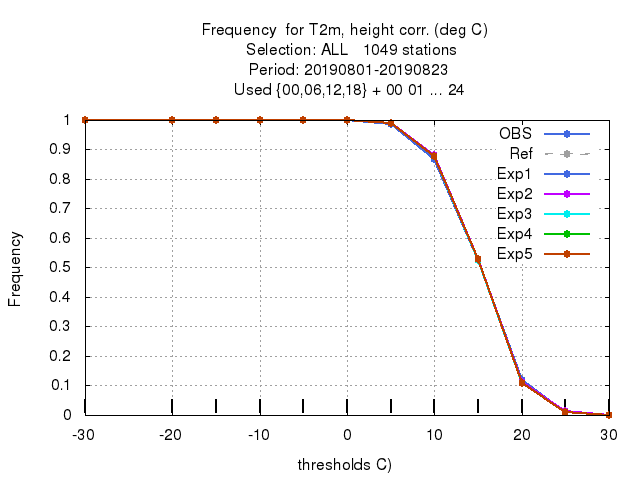 Frequency  for T2m, height corr. (deg C)
Selection: ALL   1049 stations
Period: 20190801-20190823
Used {00,06,12,18} + 00 01 ... 24
1
0.9
0.8
0.7
0.6
0.5
0.4
0.3
0.2
0.1
0
Frequency
OBS
Ref
Exp1
Exp2
Exp3
Exp4
Exp5
-30 -20 -10 0 10 20 30
thresholds C)